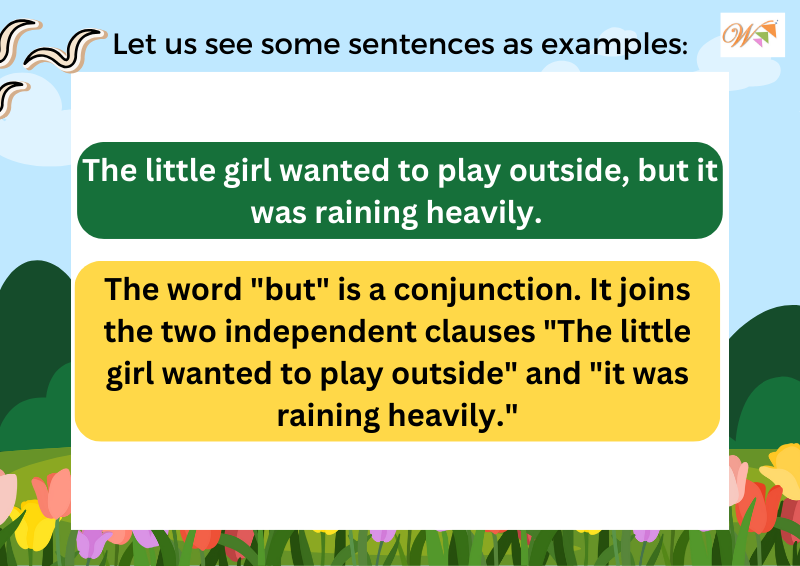 Let us see some sentences as examples:
W
The little girl wanted to play outside, but it
was raining heavily.
The word "but" is a conjunction. It joins
the two independent clauses "The little
girl wanted to play outside" and "it was
raining heavily."